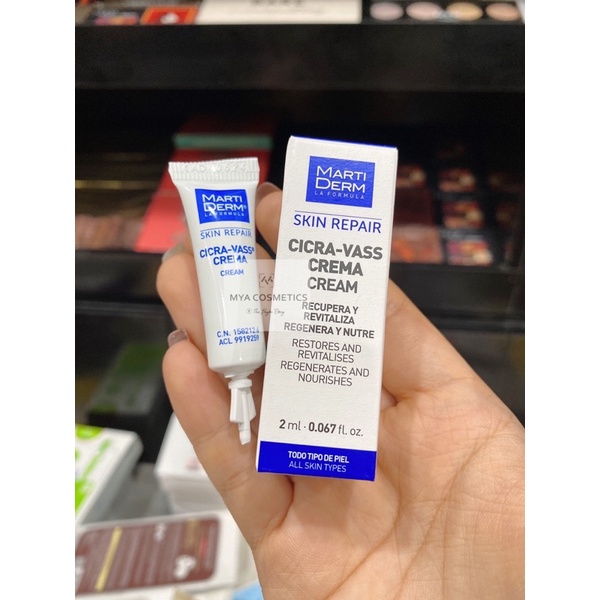 MARTI
DERM®
LA FORMULA
SKIN REPAIR
CICRA-VASS®
CREMA
CREAM
C.N. 158212.4
ACL 9919259
MARTI
DERM
LA FORMULA
SKIN REPAIR
CICRA-VASS
CREMA
CREAM
RECUPERA Y
REVITALIZA
REGENERA Y NUTRE
RESTORES AND
REVITALISES
REGENERATES AND
NOURISHES
2 ml · 0.067 fl. oz.
TODO TIPO DE PIEL
ALL SKIN TYPES
MYA COSMETICS